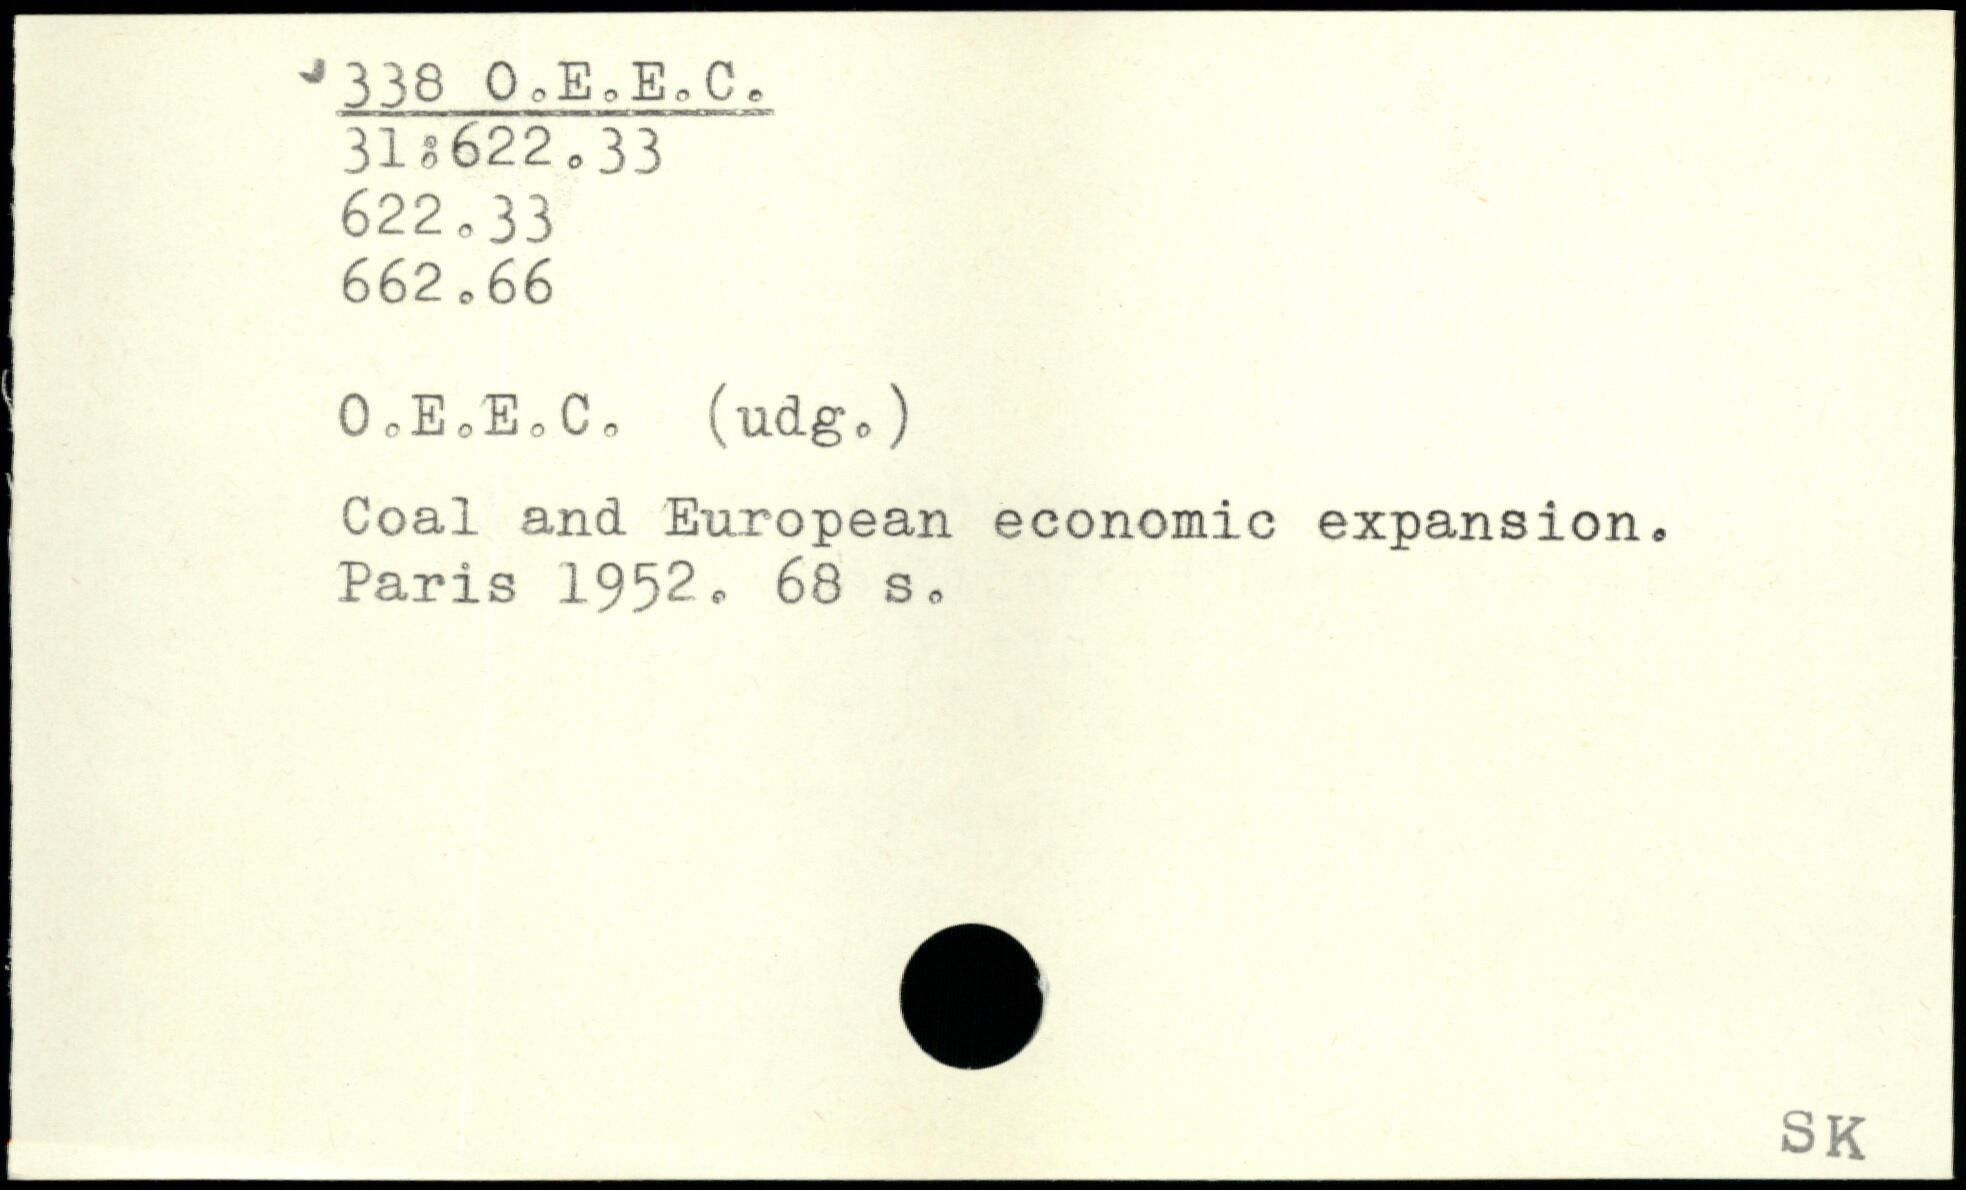 338 O.E.E.C.
31:622.33
622.33
662.66
O.E.E.C. (udg.)
Coal and European economic expansion.
Paris 1952. 68 s.
SK